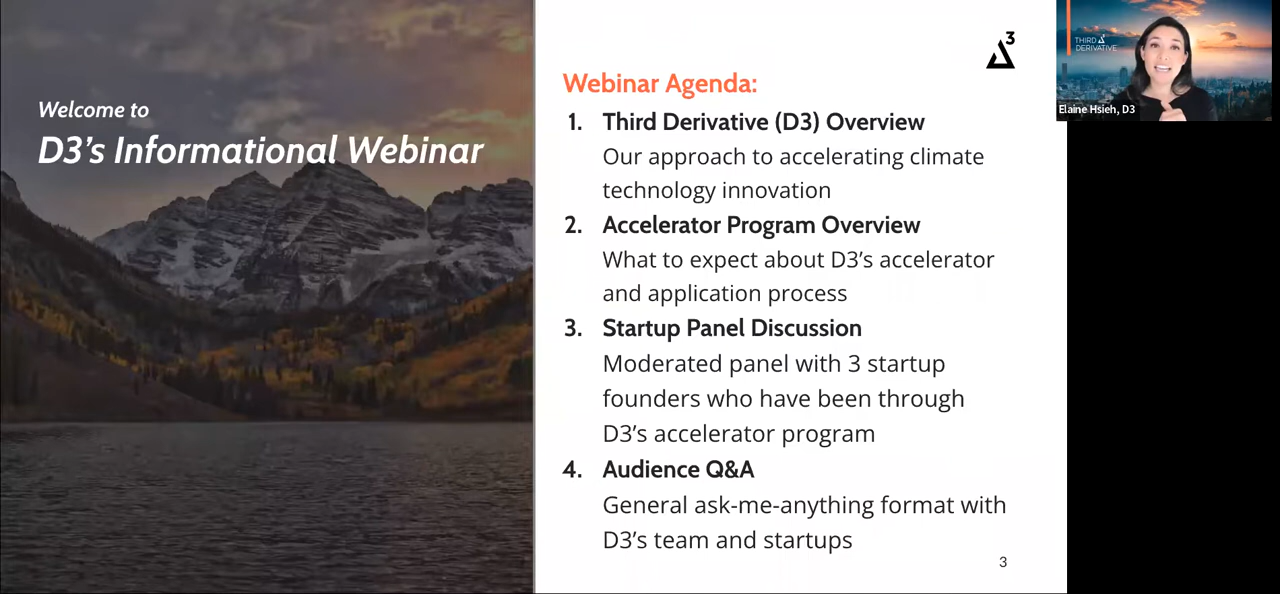 Welcome to
D3's Informational Webinar
3
Webinar Agenda:
1. Third Derivative (D3) Overview
Our approach to accelerating climate
technology innovation
2. Accelerator Program Overview
What to expect about D3's accelerator
and application process
3. Startup Panel Discussion
Moderated panel with 3 startup
founders who have been through
D3's accelerator program
4. Audience Q&A
General ask-me-anything format with
D3's team and startups
3
THIRD
DERIVATIVE
Elaine Hsieh, D3